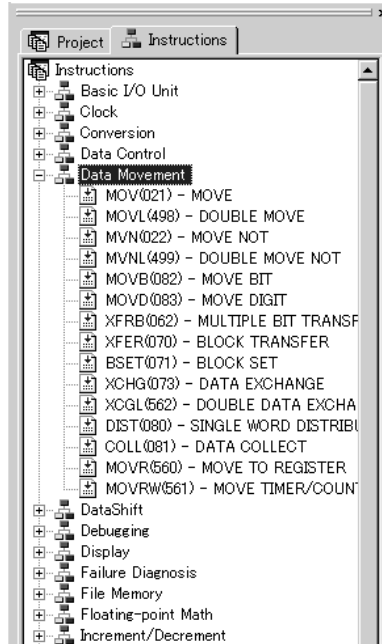 Project Instructions
Instructions
Basic I/O Unit
Clock
Conversion
Data Control
Data Movement
MOV(021) - MOVE
MOVL(498) - DOUBLE MOVE
MVN(022) - MOVE NOT
MVNL(499) - DOUBLE MOVE NOT
MOVB(082) - MOVE BIT
MOVD(083) - MOVE DIGIT
XFRB(062) - MULTIPLE BIT TRANSF
XFER(070) - BLOCK TRANSFER
BSET(071) - BLOCK SET
XCHG(073) - DATA EXCHANGE
XCGL(562) - DOUBLE DATA EXCHA
DIST(080) - SINGLE WORD DISTRIBU
COLL(081) - DATA COLLECT
MOVR(560) - MOVE TO REGISTER
MOVRW(561) - MOVE TIMER/COUN
DataShift
Debugging
Display
Failure Diagnosis
File Memory
Floating-point Math
Increment/Decrement